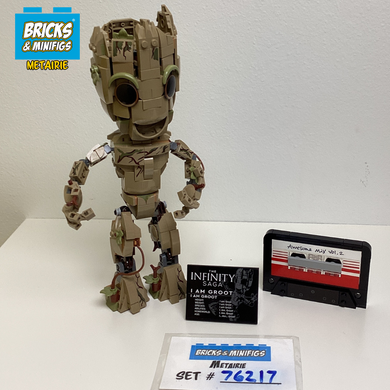 BRICKS
& MINIFIGS
METAIRIE
THE
INFINITY
SAGA
I AM GROOT
I AM GROOT
Awesome Mix Vol. 2
BRICKS & MINIFIGS
METAIRIE
SET # 76217